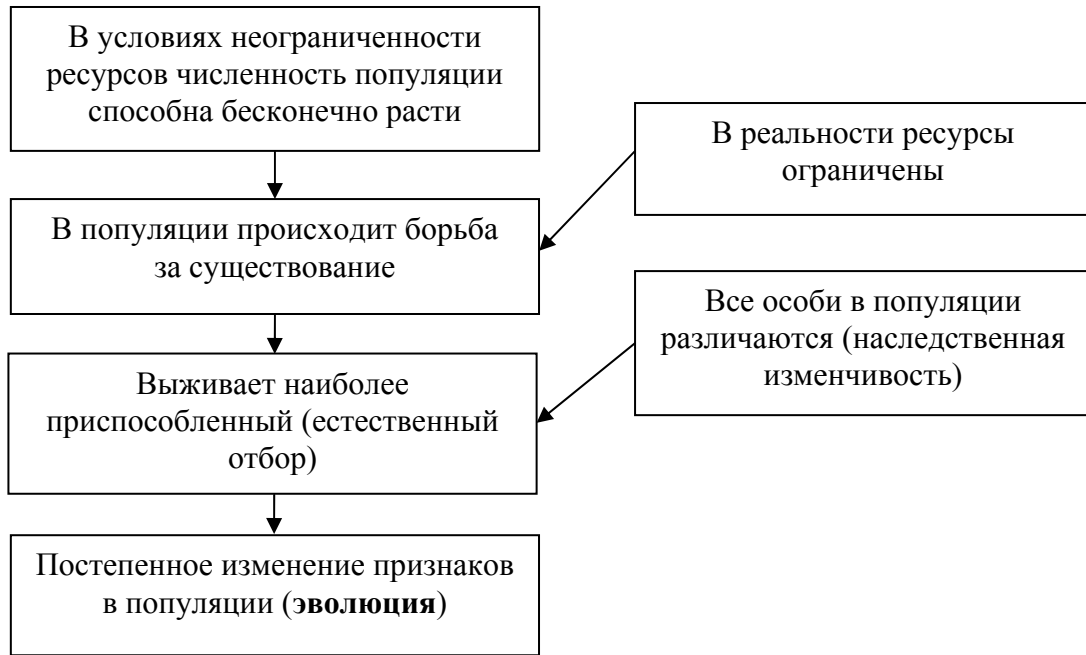 В условиях неограниченности
ресурсов численность популяции
способна бесконечно расти
В реальности ресурсы
ограничены
В популяции происходит борьба
за существование
Все особи в популяции
различаются (наследственная
изменчивость)
Выживает наиболее
приспособленный (естественный
отбор)
Постепенное изменение признаков
в популяции (эволюция)